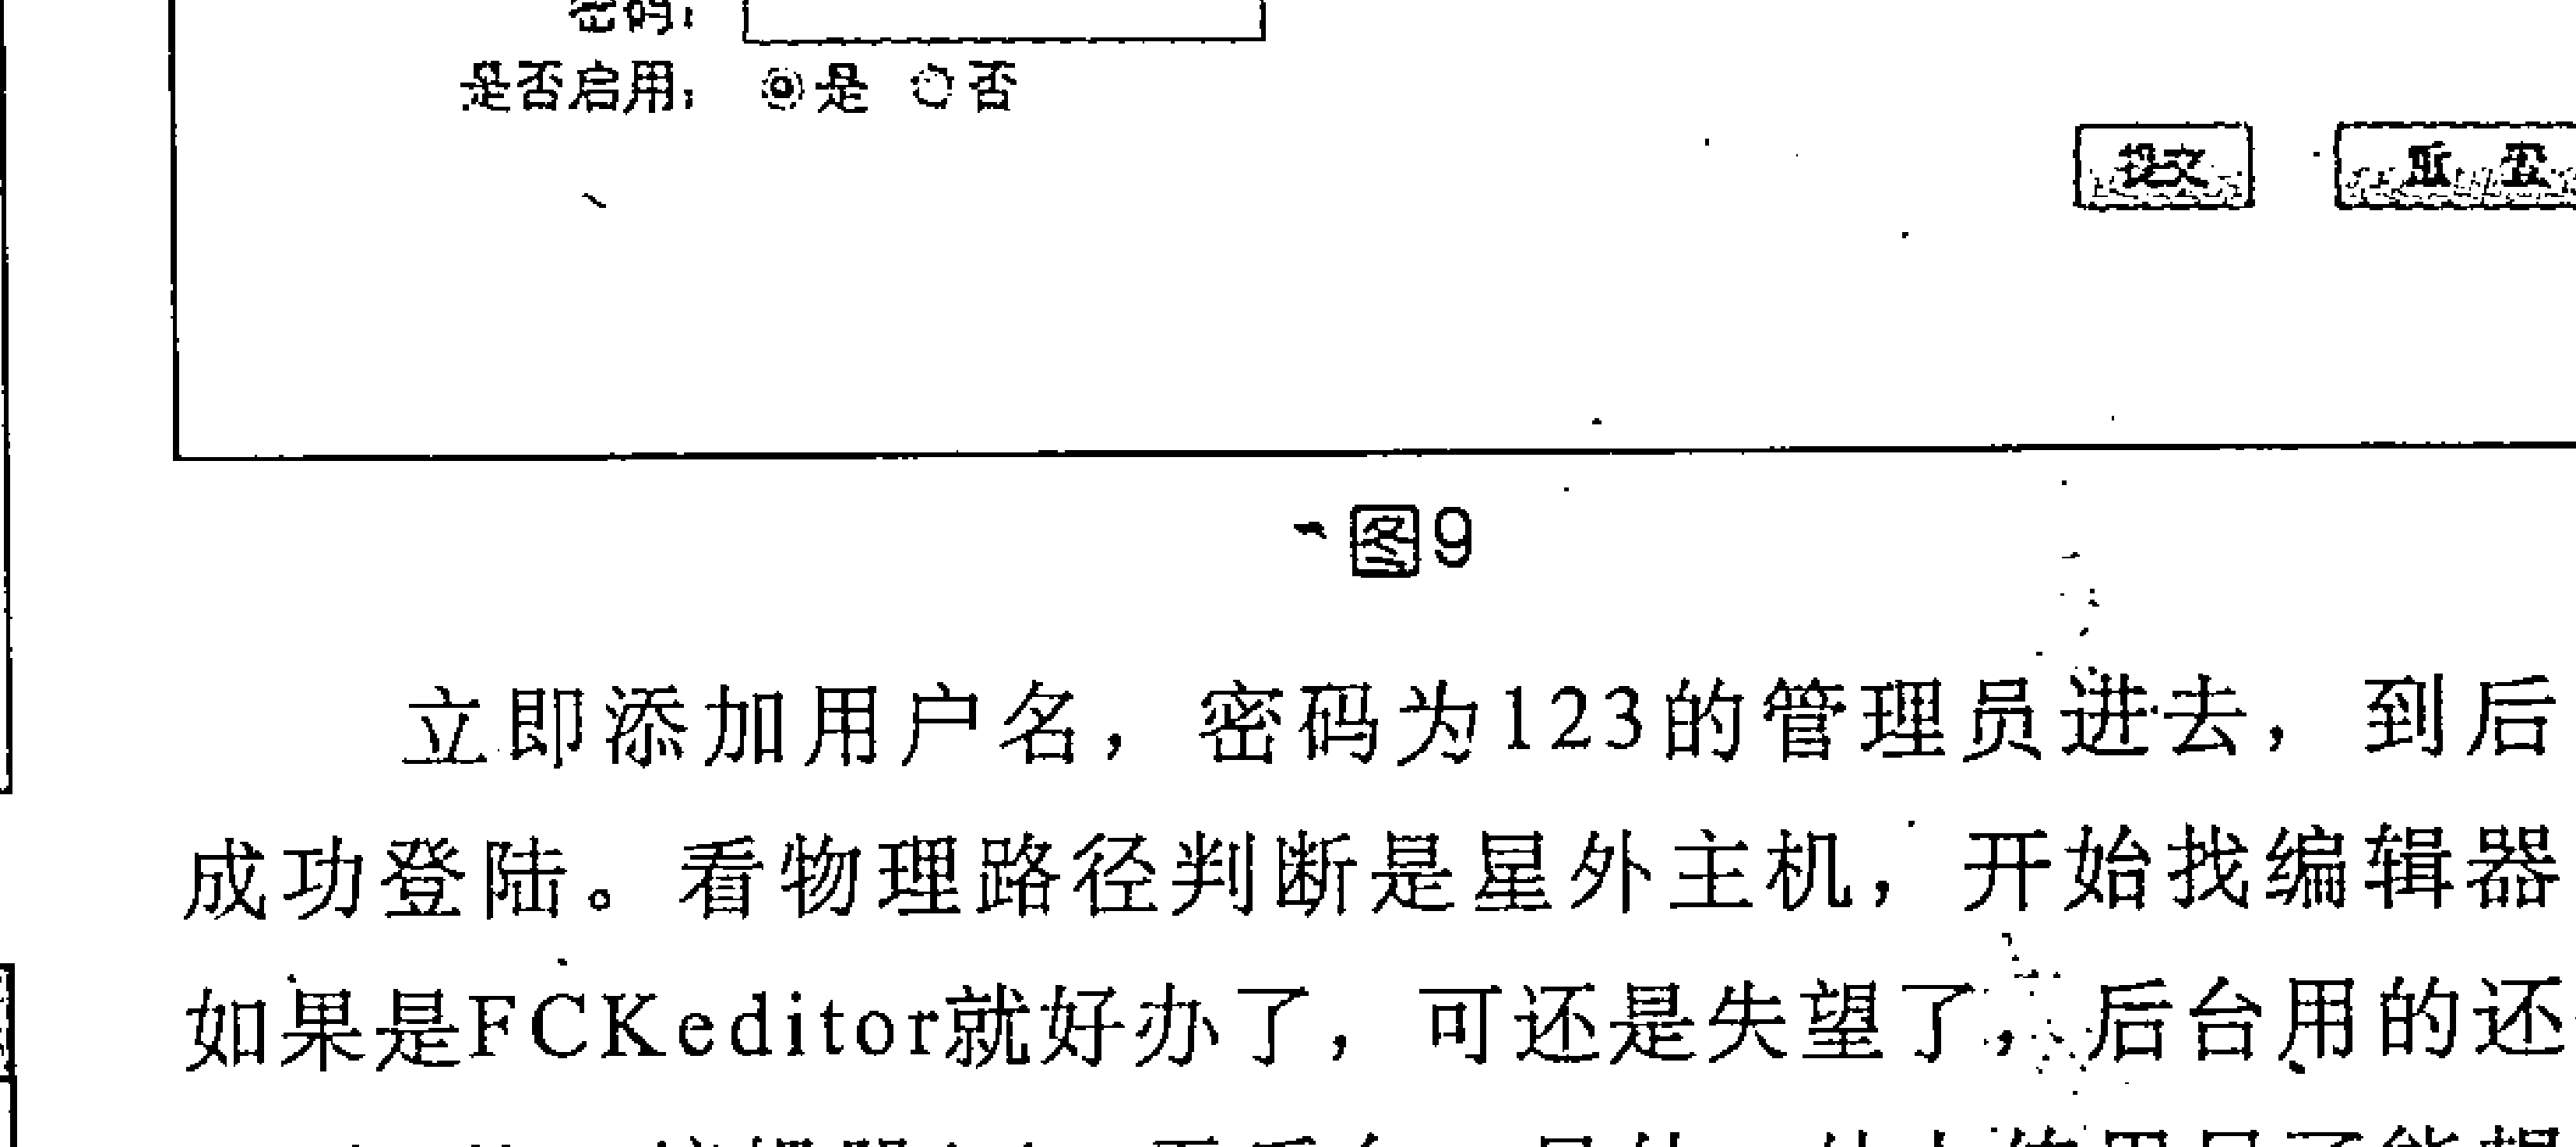 密码：
是否启用： 是 否
图9
立即添加用户名，密码为123的管理员进去，到后
成功登陆。看物理路径判断是星外主机，开始找编辑器
如果是FCKeditor就好办了，可还是失望了，后台用的还